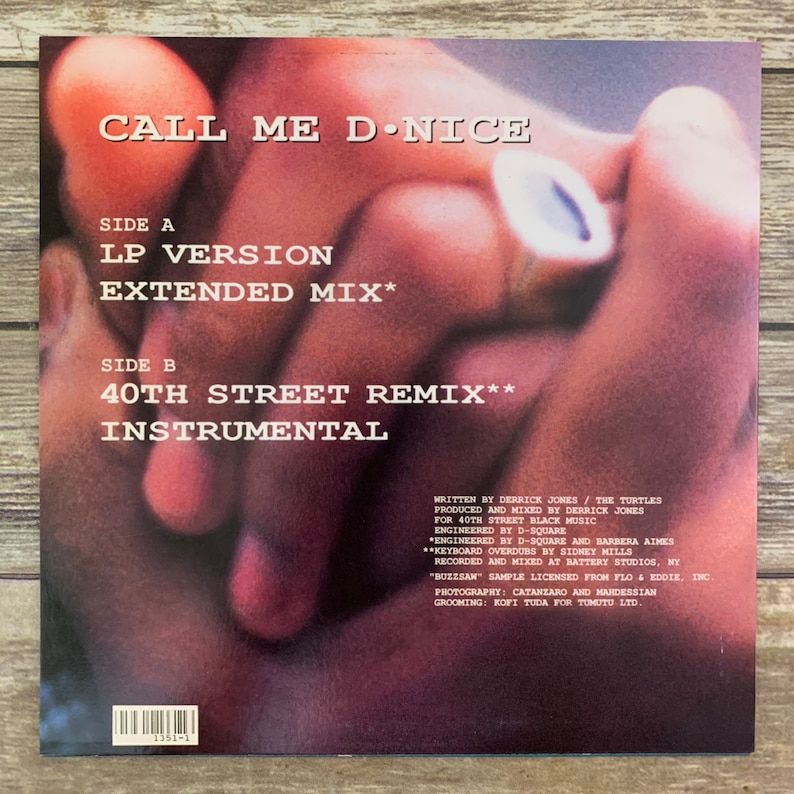 CALL ME D•NICE
SIDE A
LP VERSION
EXTENDED MIX*
SIDE B
40TH STREET REMIX**
INSTRUMENTAL
WRITTEN BY DERRICK JONES / THE TURTLES
PRODUCED AND MIXED BY DERRICK JONES
FOR 40TH STREET BLACK MUSIC
ENGINEERED BY D-SQUARE
*ENGINEERED BY D-SQUARE AND BARBERA AIMES
**KEYBOARD OVERDUBS BY SIDNEY MILLS
RECORDED AND MIXED AT BATTERY STUDIOS, NY
"BUZZSAW" SAMPLE LICENSED FROM FLO & EDDIE, INC.
PHOTOGRAPHY: CATANZARO AND MAHDESSIAN
GROOMING: KOFI TUDA FOR TUMUTU LTD.
1351-1